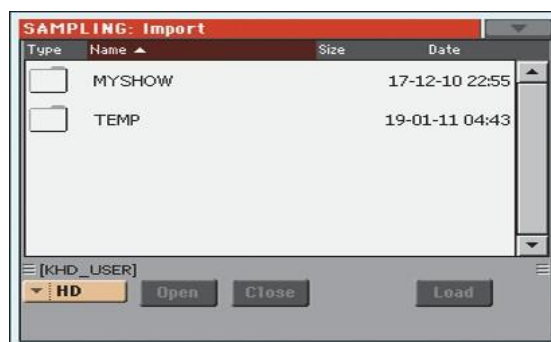 SAMPLING: Import
Type Name Size Date
MYSHOW 17-12-10 22:55
TEMP 19-01-11 04:43
[KHD_USER]
HD Open Close Load